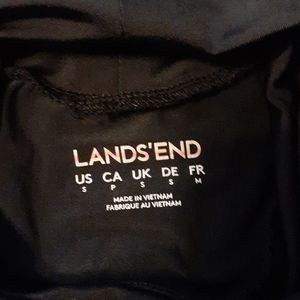 LANDS'END
US CA UK DE FR
S P S S M
MADE IN VIETNAM
FABRIQUE AU VIETNAM